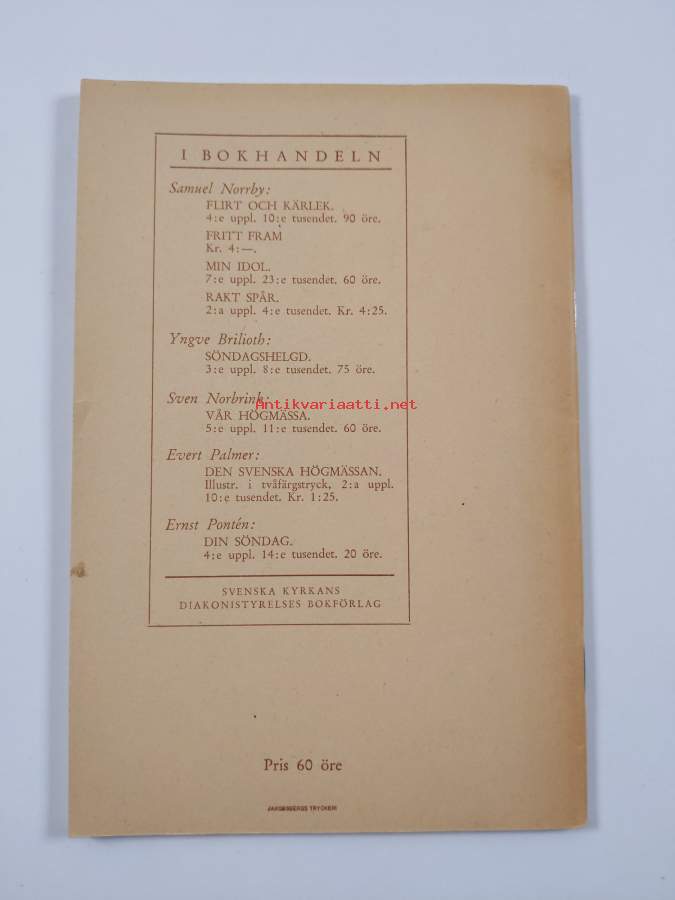 I BOKHANDELN
Samuel Norrby:
FLIRT OCH KÄRLEK.
4:e uppl. 10:e tusendet. 90 öre.
FRITT FRAM
Kr. 4:—.
MIN IDOL.
7:e uppl. 23:e tusendet. 60 öre.
RAKT SPÅR.
2:a uppl. 4:e tusendet. Kr. 4:25.
Yngve Brilioth:
SÖNDAGSHELGD.
3:e uppl. 8:e tusendet. 75 öre.
Sven Norbrink:
Antikvariaatti.net
VÅR HÖGMÄSSA.
5:e uppl. 11:e tusendet. 60 öre.
Evert Palmer:
DEN SVENSKA HÖGMÄSSAN.
Illustr. i tvåfärgstryck, 2:a uppl.
10:e tusendet. Kr. 1:25.
Ernst Pontén:
DIN SÖNDAG.
4:e uppl. 14:e tusendet. 20 öre.
SVENSKA KYRKANS
DIAKONISTYRELSES BOKFÖRLAG
Pris 60 öre
TRYCKERI